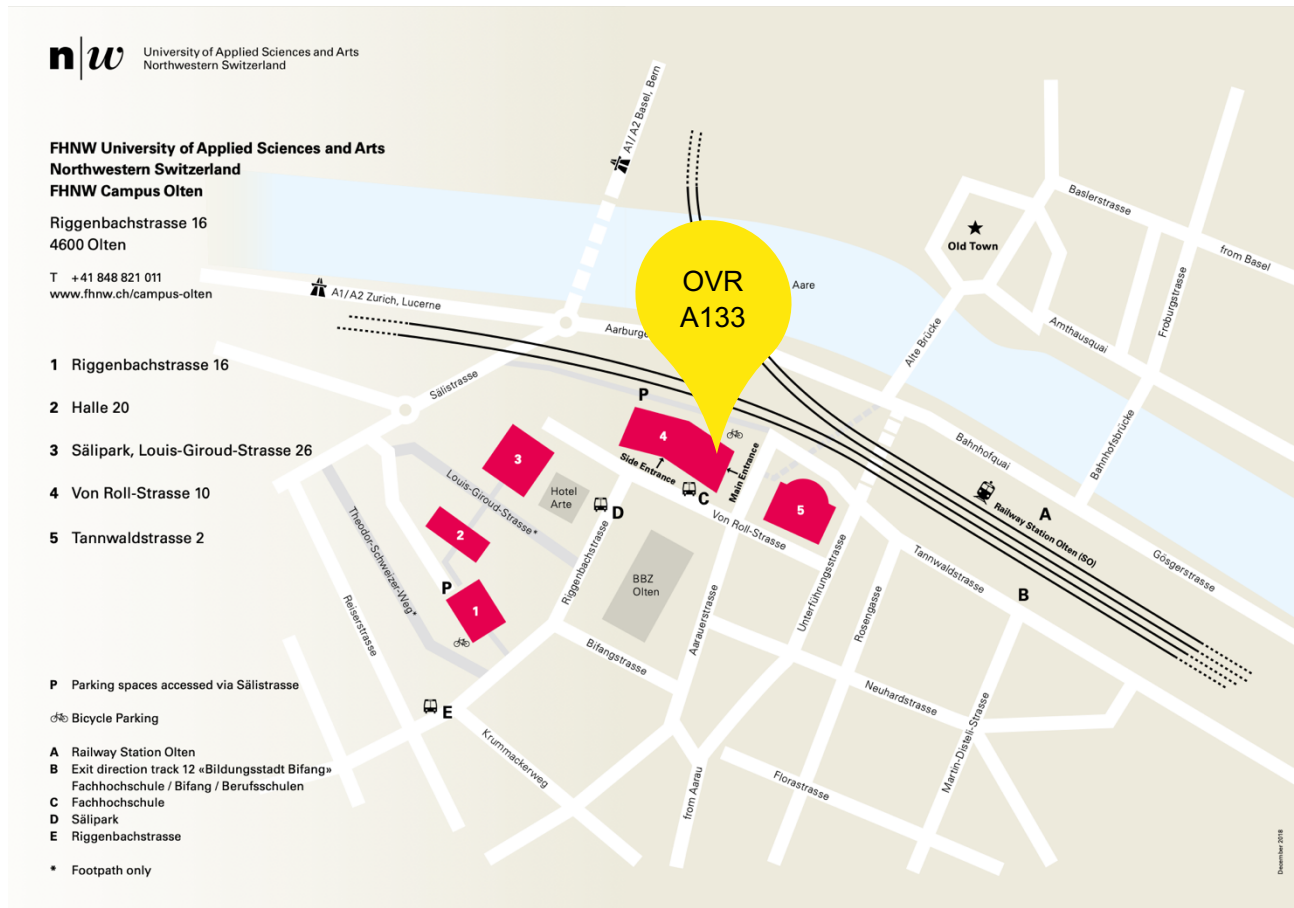 n|w
University of Applied Sciences and Arts
Northwestern Switzerland
FHNW University of Applied Sciences and Arts
Northwestern Switzerland
FHNW Campus Olten
Riggenbachstrasse 16
4600 Olten
T +41 848 821 011
www.fhnw.ch/campus-olten
1 Riggenbachstrasse 16
2 Halle 20
3 Sälipark, Louis-Giroud-Strasse 26
4 Von Roll-Strasse 10
5 Tannwaldstrasse 2
P Parking spaces accessed via Sälistrasse
Bicycle Parking
A Railway Station Olten
B Exit direction track 12 «Bildungsstadt Bifang»
Fachhochschule / Bifang / Berufsschulen
C Fachhochschule
D Sälipark
E Riggenbachstrasse
* Footpath only
A1/A2 Basel, Bern
A1/A2 Zurich, Lucerne
OVR
A133
Aare
Old Town
Baslerstrasse
from Basel
Froburgstrasse
Amthausquai
Alte Brücke
Bahnhofsbrücke
Bahnhofquai
Gösgerstrasse
Sälistrasse
P
4
Side Entrance
Main Entrance
C
3
Hotel
Arte
D
Louis-Giroud-Strasse*
2
P
1
Theodor-Schweizer-Weg*
Reiserstrasse
Riggenbachstrasse
BBZ
Olten
Von Roll-Strasse
5
A
Railway Station Olten (SO)
B
Tannwaldstrasse
Unterführungsstrasse
Rosengasse
Aarauerstrasse
Bifangstrasse
Neuhardstrasse
Martin-Disteli-Strasse
E
Krummackerweg
from Aarau
Florastrasse
December 2018